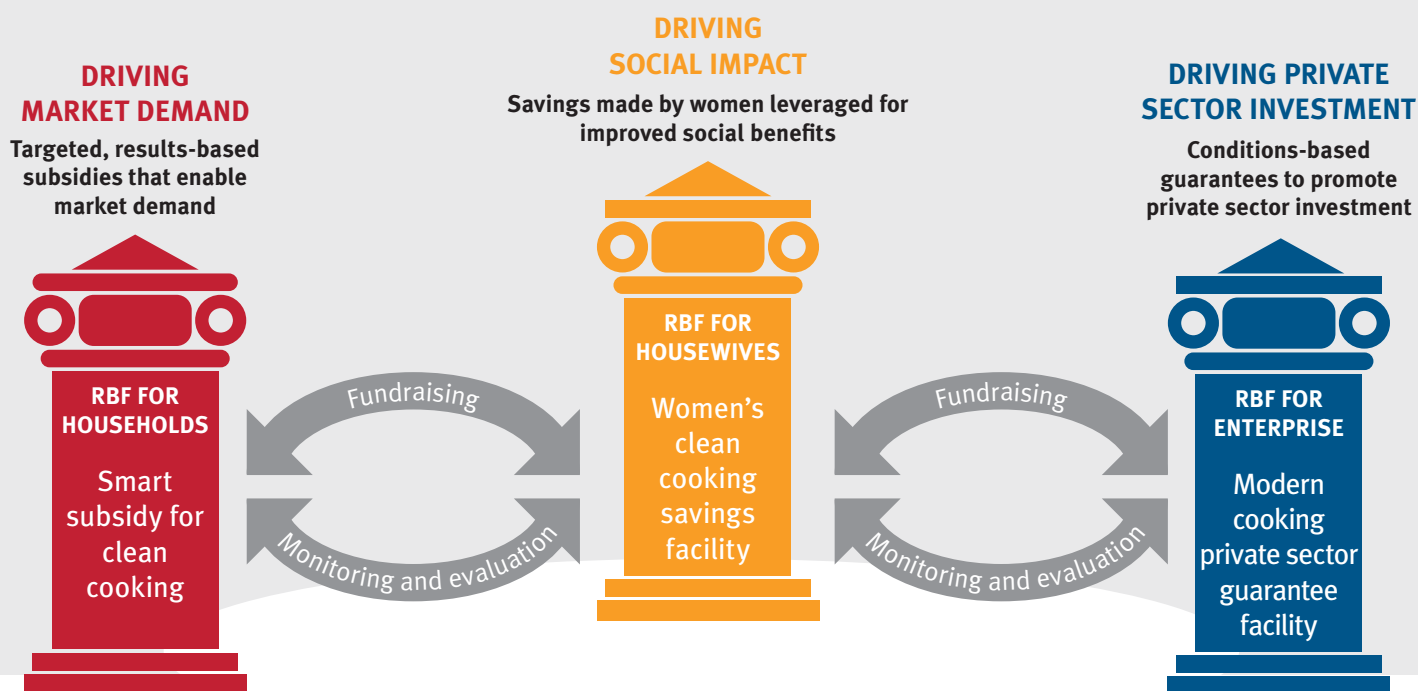 DRIVING
MARKET DEMAND
Targeted, results-based
subsidies that enable
market demand
RBF FOR
HOUSEHOLDS
Smart
subsidy for
clean
cooking
Fundraising
Monitoring and evaluation
DRIVING
SOCIAL IMPACT
Savings made by women leveraged for
improved social benefits
RBF FOR
HOUSEWIVES
Women’s
clean
cooking
savings
facility
Fundraising
Monitoring and evaluation
DRIVING PRIVATE
SECTOR INVESTMENT
Conditions-based
guarantees to promote
private sector investment
RBF FOR
ENTERPRISE
Modern
cooking
private sector
guarantee
facility